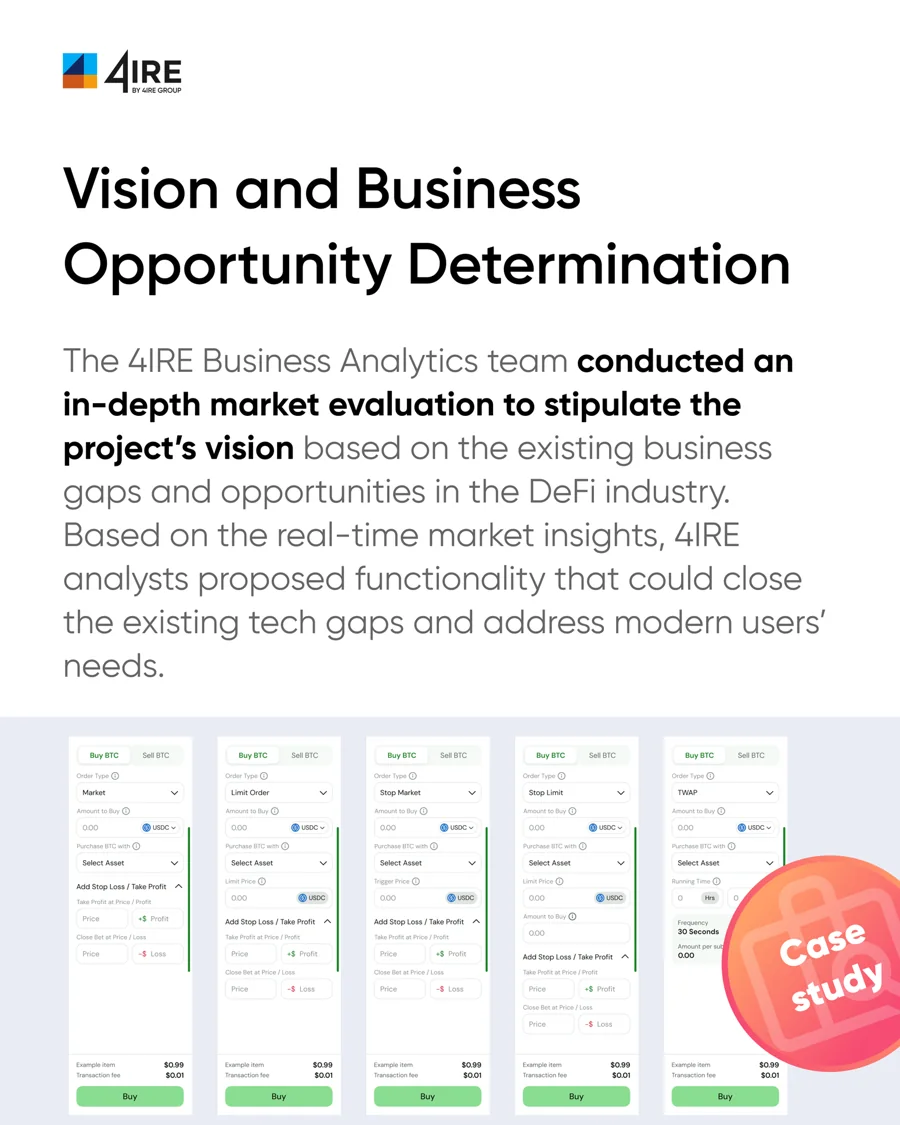 4IRE
BY 4IRE GROUP
Vision and Business
Opportunity Determination
The 4IRE Business Analytics team conducted an
in-depth market evaluation to stipulate the
project's vision based on the existing business
gaps and opportunities in the DeFi industry.
Based on the real-time market insights, 4IRE
analysts proposed functionality that could close
the existing tech gaps and address modern users'
needs.
Buy BTC Sell BTC
Order Type
Market
Amount to Buy
0.00 USDC
Purchase BTC with
Select Asset
Add Stop Loss / Take Profit
Take Profit at Price / Profit
Price +$ Profit
Close Bet at Price / Loss
Price -$ Loss
Example item $0.99
Transaction fee $0.01
Buy
Buy BTC Sell BTC
Order Type
Limit Order
Amount to Buy
0.00 USDC
Purchase BTC with
Select Asset
Limit Price
0.00 USDC
Add Stop Loss / Take Profit
Take Profit at Price / Profit
Price +$ Profit
Close Bet at Price / Loss
Price -$ Loss
Example item $0.99
Transaction fee $0.01
Buy
Buy BTC Sell BTC
Order Type
Stop Market
Amount to Buy
0.00 USDC
Purchase BTC with
Select Asset
Trigger Price
0.00 USDC
Add Stop Loss / Take Profit
Take Profit at Price / Profit
Price +$ Profit
Close Bet at Price / Loss
Price -$ Loss
Example item $0.99
Transaction fee $0.01
Buy
Buy BTC Sell BTC
Order Type
Stop Limit
Amount to Buy
0.00 USDC
Purchase BTC with
Select Asset
Limit Price
0.00 USDC
Amount to Buy
0.00
Add Stop Loss / Take Profit
Take Profit at Price / Profit
Price +$ Profit
Close Bet at Price / Loss
Price -$ Loss
Example item $0.99
Transaction fee $0.01
Buy
Buy BTC Sell BTC
Order Type
TWAP
Amount to Buy
0.00 USDC
Purchase BTC with
Select Asset
Running Time
0 Hrs 0
Frequency
30 Seconds
Amount per
0.00
Example item $0.99
Transaction fee $0.01
Buy
Case
study